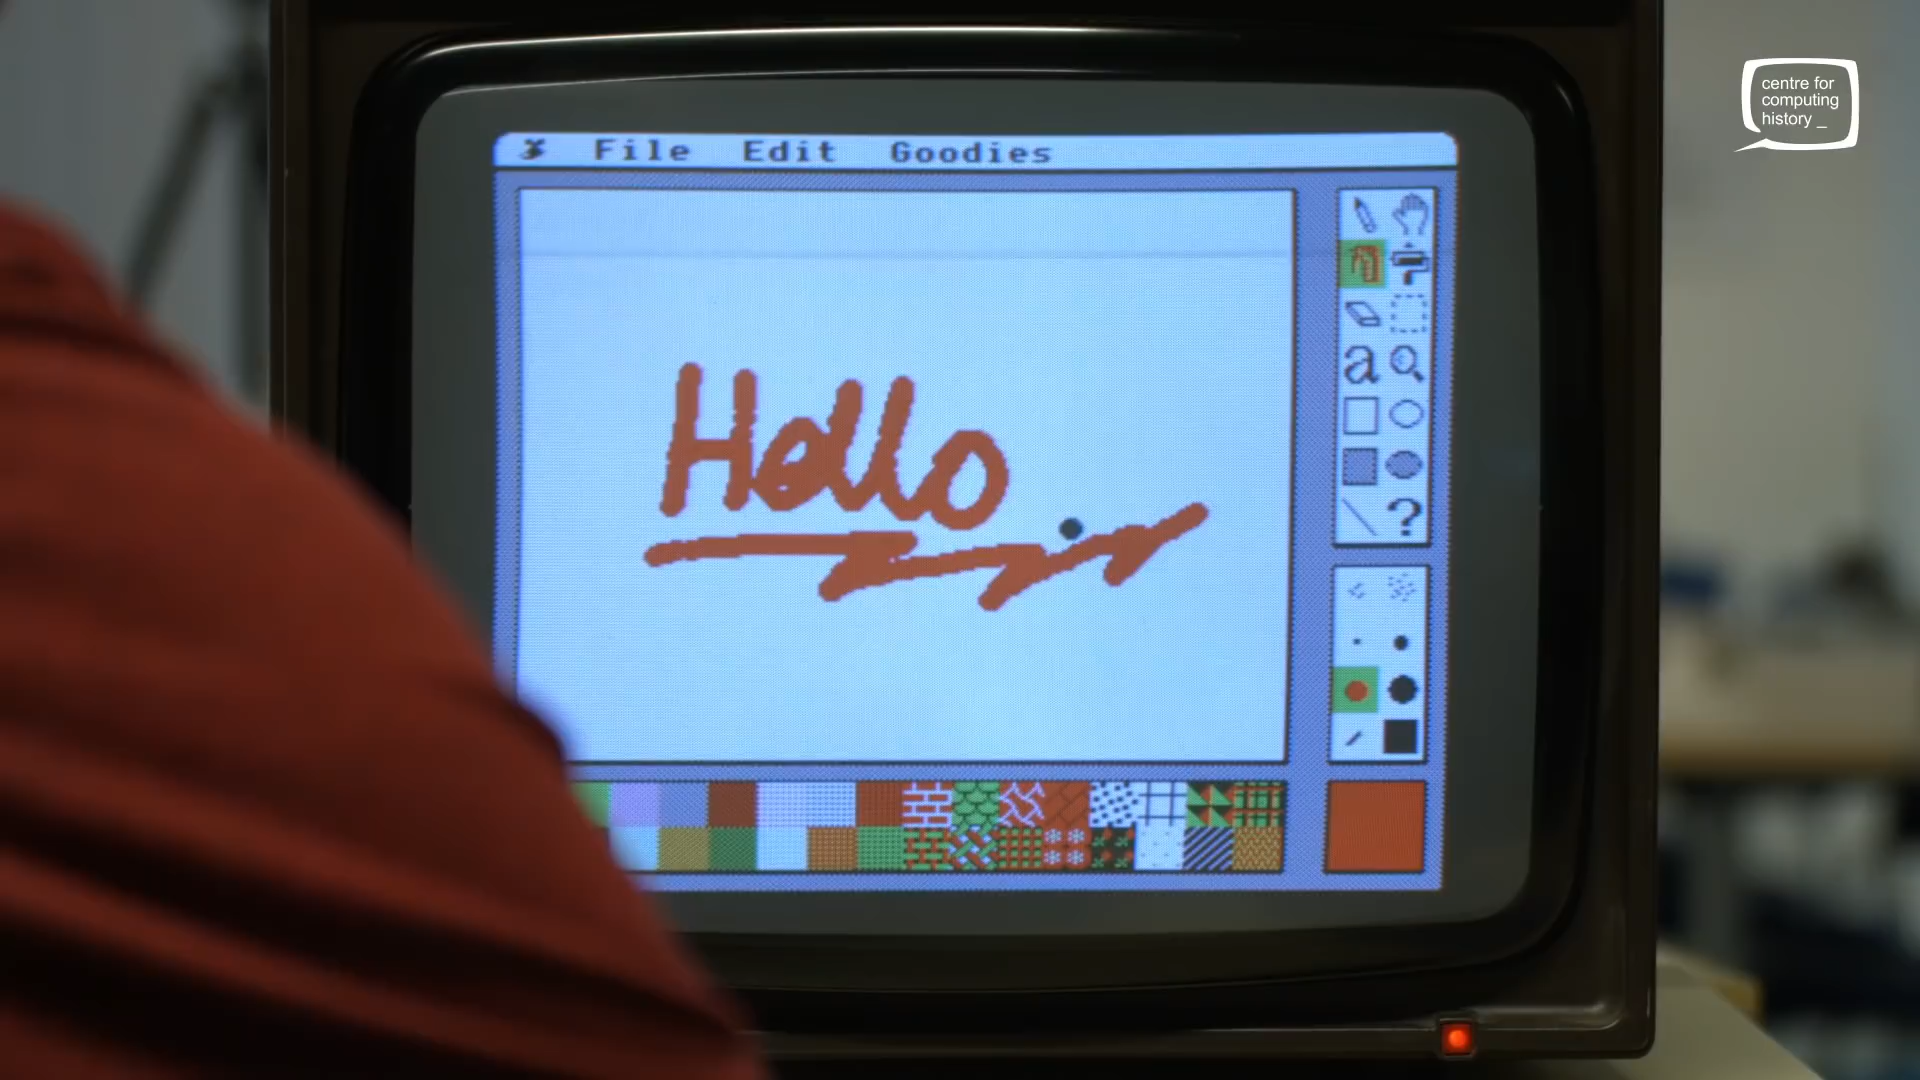 File Edit Goodies
Hello
a
?
centre for
computing
history _